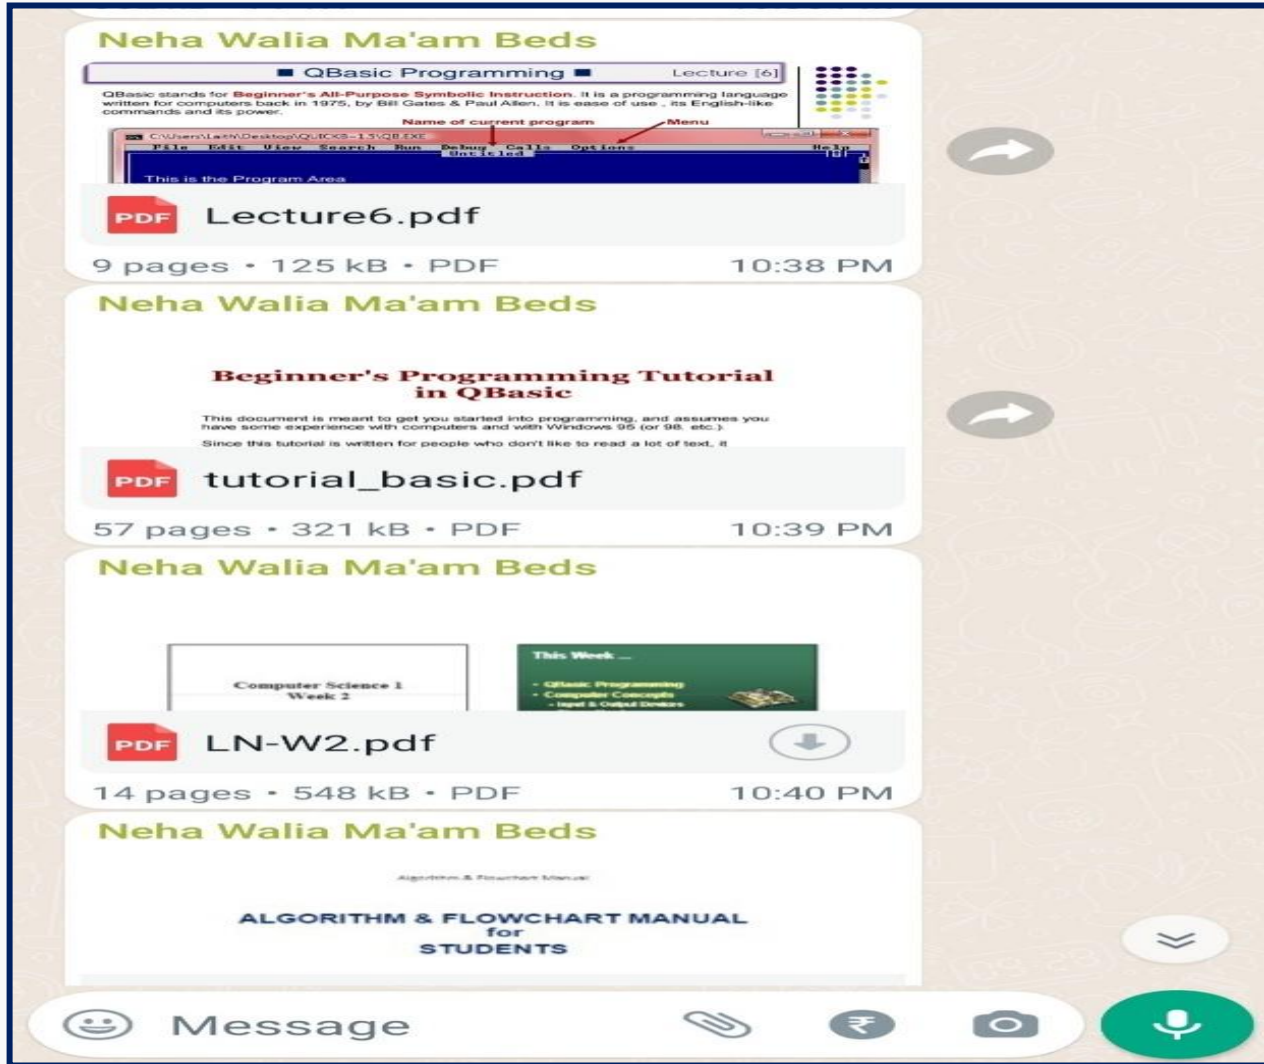 Neha Walia Ma'am Beds
QBasic Programming
Lecture [6]
QBasic stands for Beginner's All-Purpose Symbolic Instruction. It is a programming language
written for computers back in 1975, by Bill Gates & Paul Allen. It is ease of use , its English-like
commands and its power.
Name of current program
Menu
C:\Users\Laith\Desktop\QUICKB~1.5\QB.EXE
File Edit View Search Run Debug Calls Options Help
Untitled
This is the Program Area
PDF Lecture6.pdf
9 pages • 125 kB • PDF 10:38 PM
Neha Walia Ma'am Beds
Beginner's Programming Tutorial
in QBasic
This document is meant to get you started into programming, and assumes you
have some experience with computers and with Windows 95 (or 98. etc.).
Since this tutorial is written for people who don't like to read a lot of text, it
PDF tutorial_basic.pdf
57 pages • 321 kB • PDF 10:39 PM
Neha Walia Ma'am Beds
Computer Science 1
Week 2
This Week ...
- QBasic Programming
- Computer Concepts
- Input & Output Devices
PDF LN-W2.pdf
14 pages • 548 kB • PDF 10:40 PM
Neha Walia Ma'am Beds
Algorithm & Flowchart Manual
ALGORITHM & FLOWCHART MANUAL
for
STUDENTS
Message